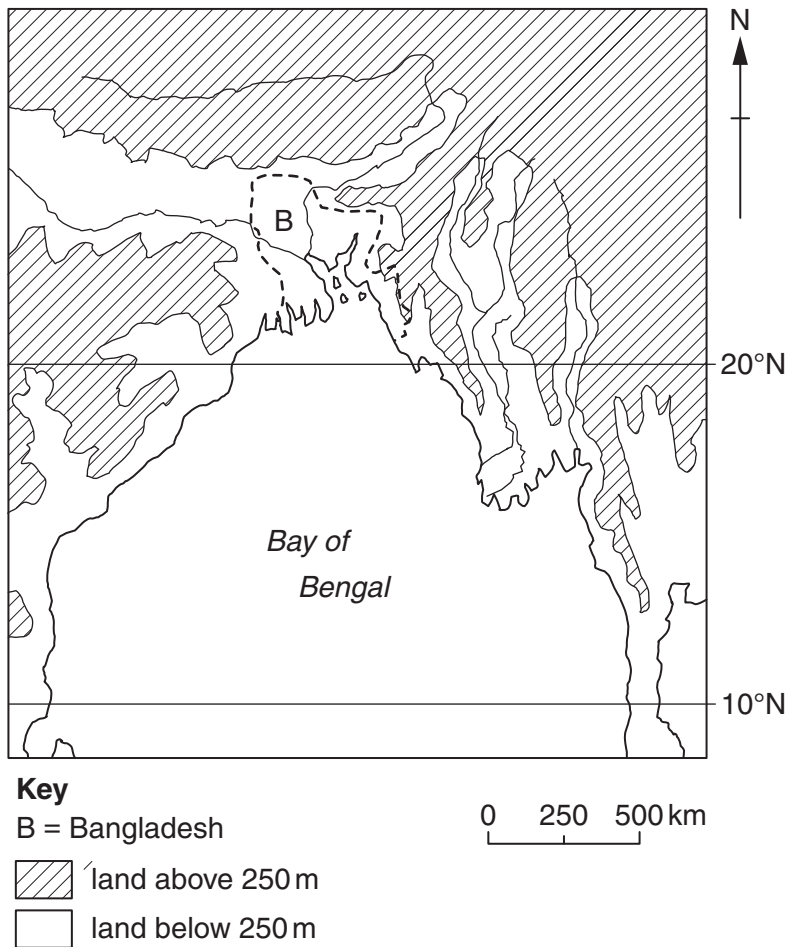 N
B
20°N
Bay of
Bengal
10°N
Key
B = Bangladesh
0 250 500 km
land above 250 m
land below 250 m